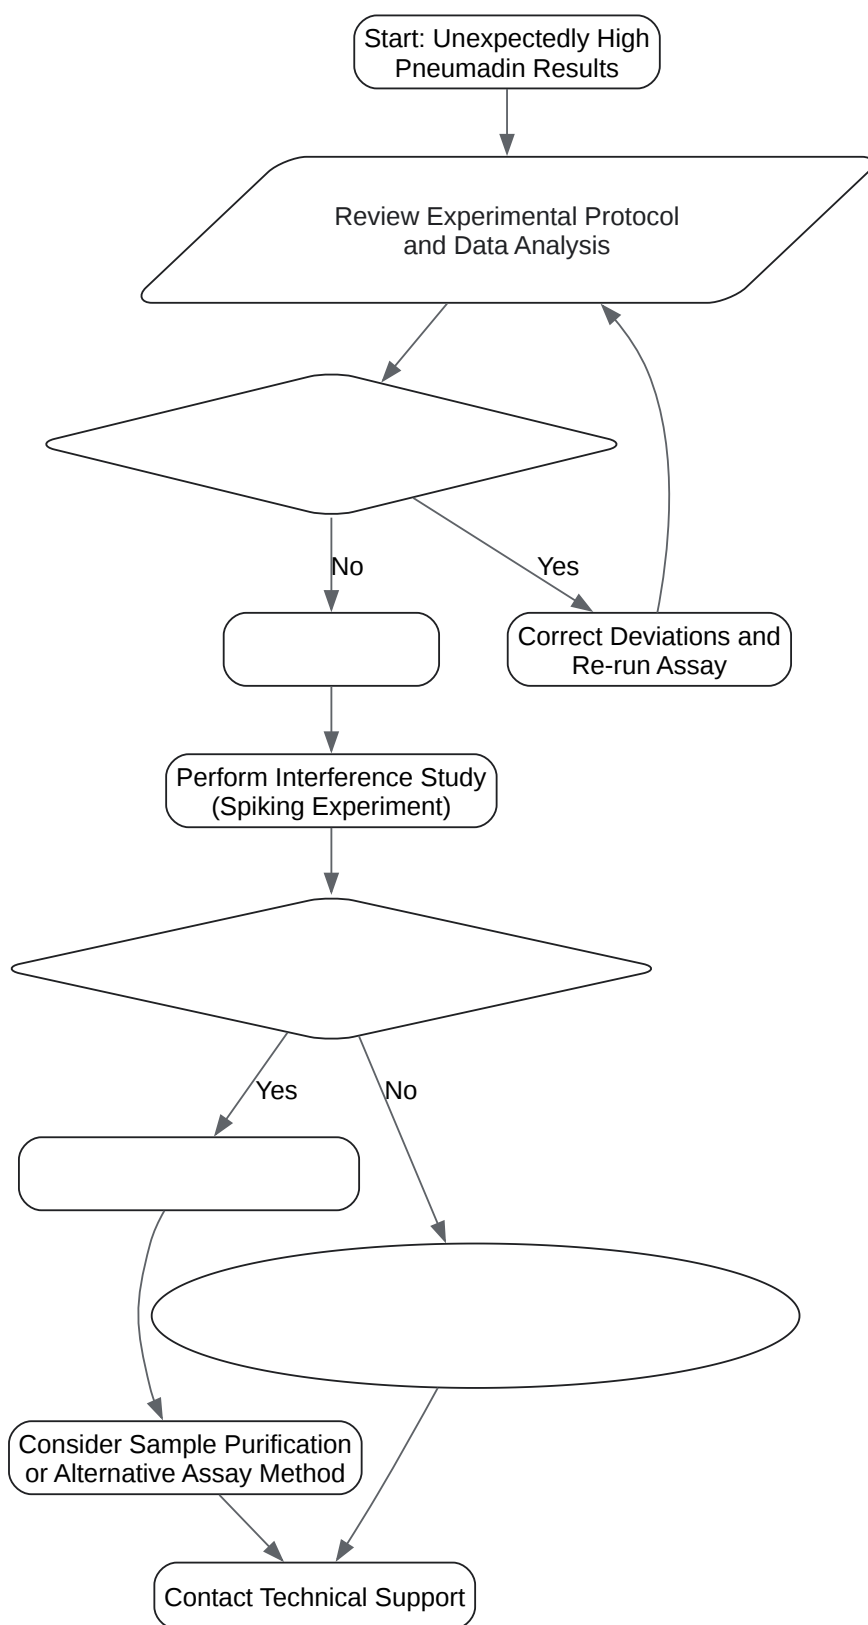 Start: Unexpectedly High
Pneumadin Results
Review Experimental Protocol
and Data Analysis
No
Yes
Correct Deviations and
Re-run Assay
Perform Interference Study
(Spiking Experiment)
Yes
No
Consider Sample Purification
or Alternative Assay Method
Contact Technical Support